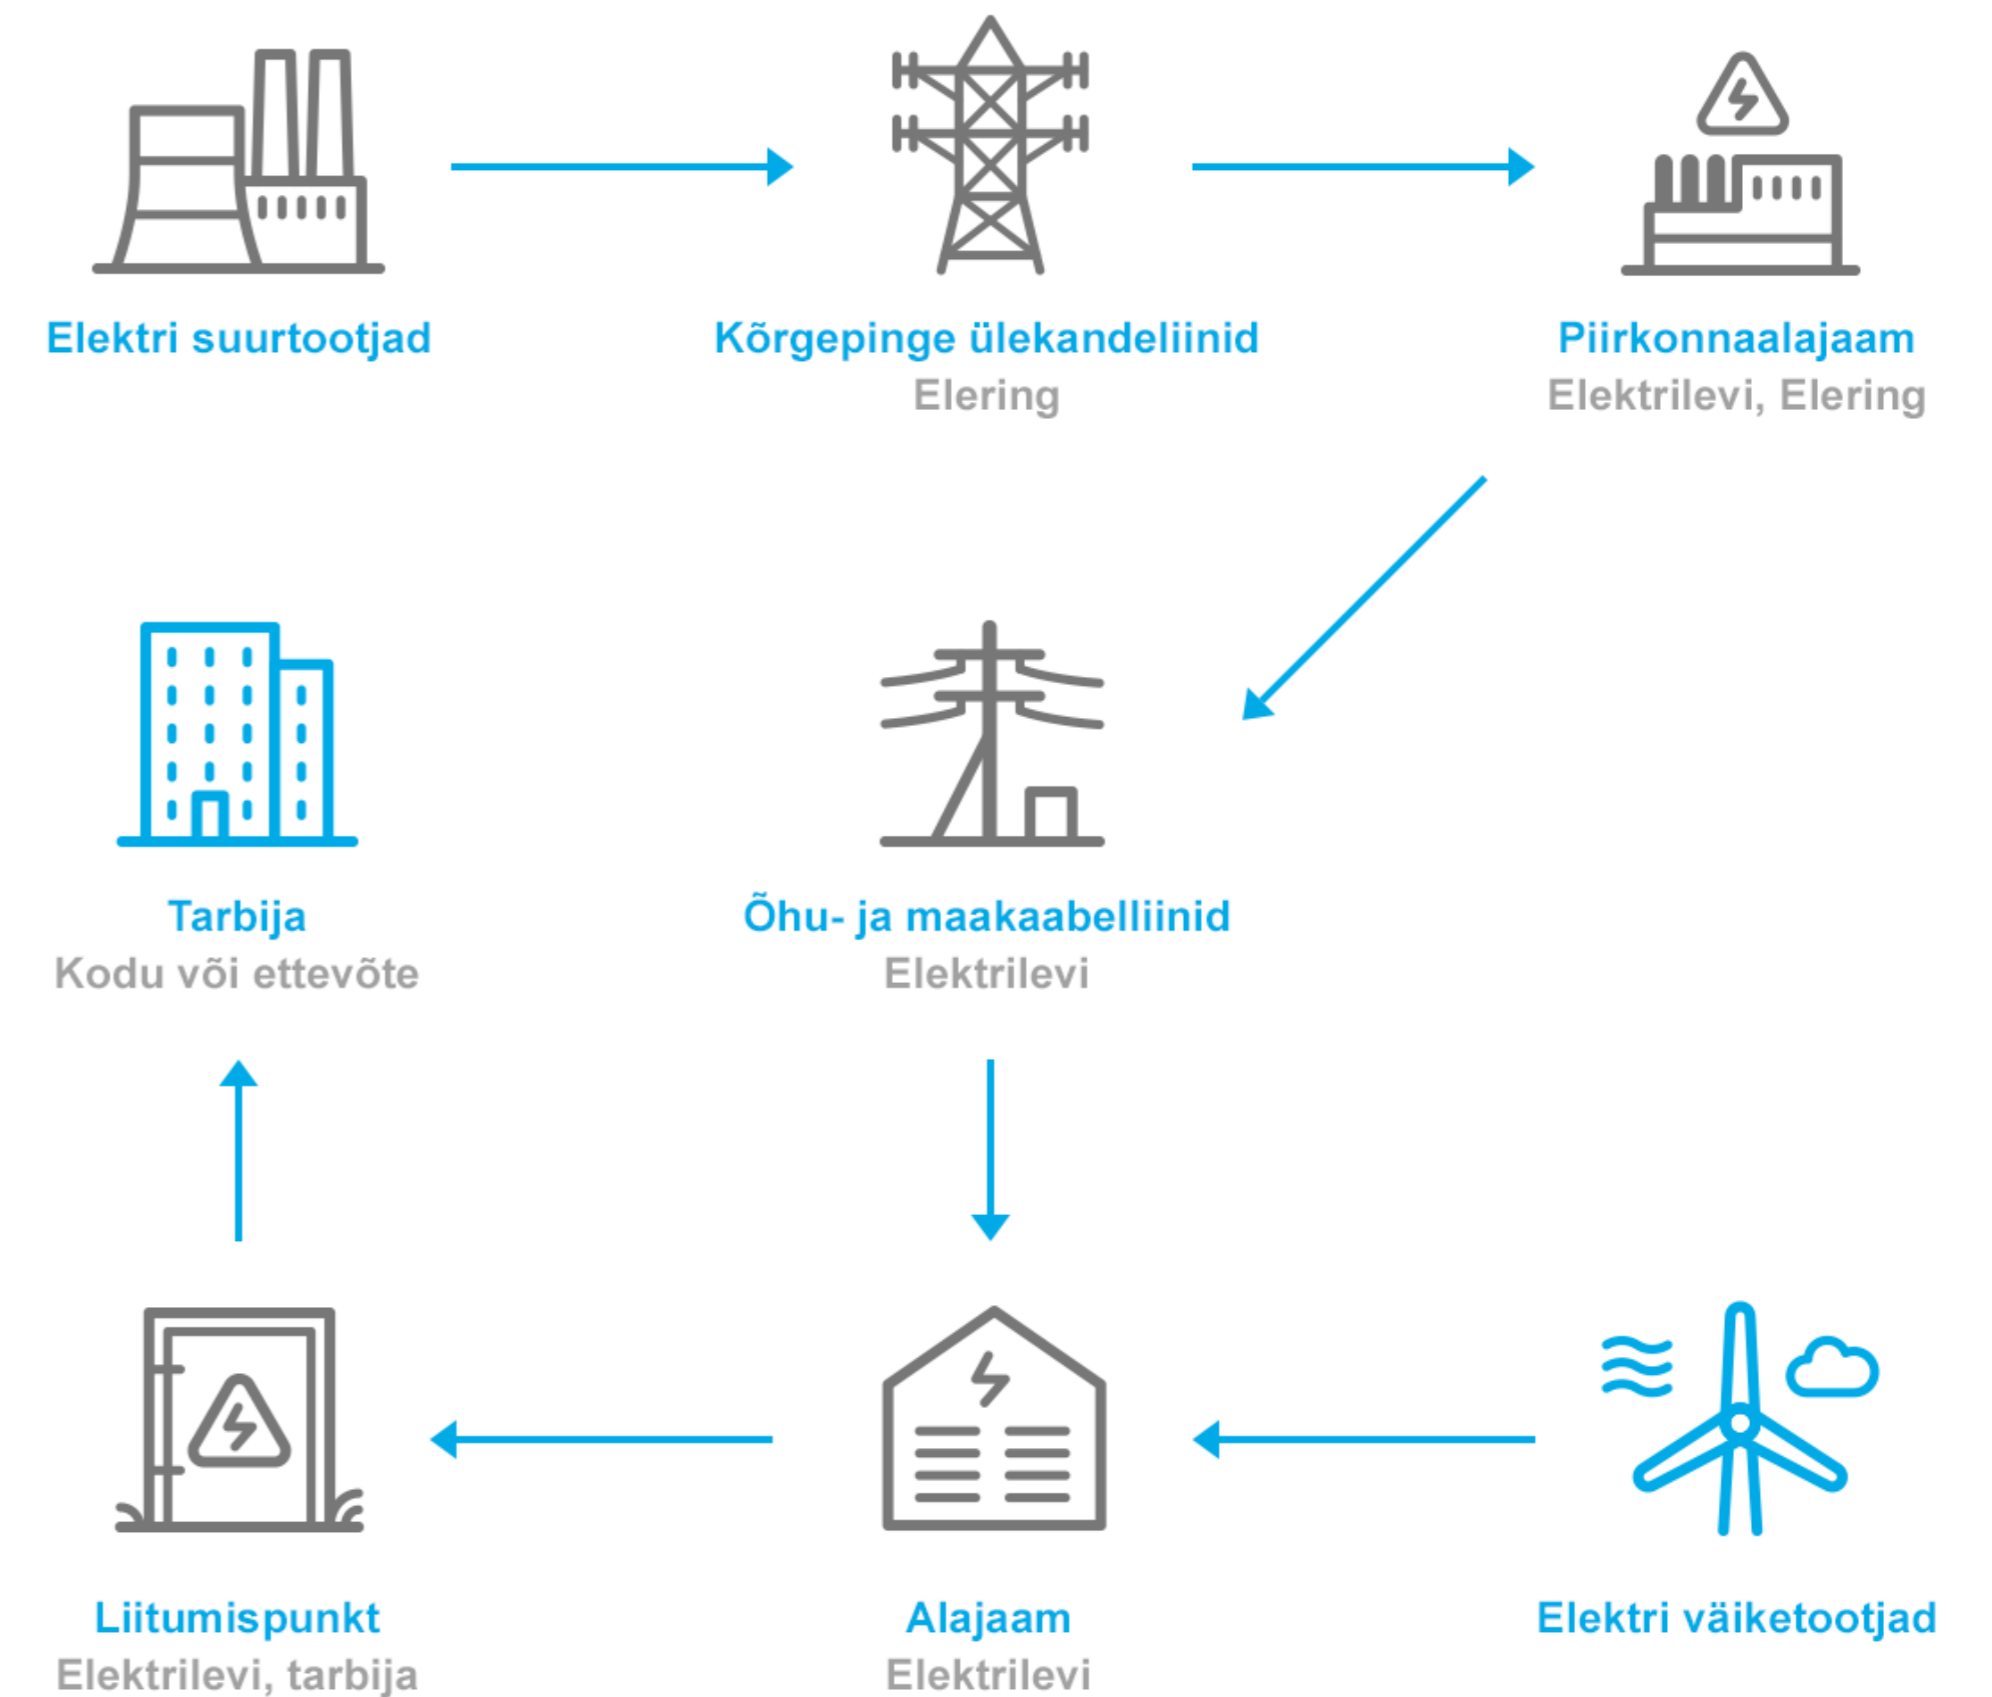 Elektri suurtootjad
Kõrgepinge ülekandeliinid
Elering
Piirkonnaalajaam
Elektrilevi, Elering
Tarbija
Kodu või ettevõte
Õhu- ja maakaabelliinid
Elektrilevi
Liitumispunkt
Elektrilevi, tarbija
Alajaam
Elektrilevi
Elektri väiketootjad